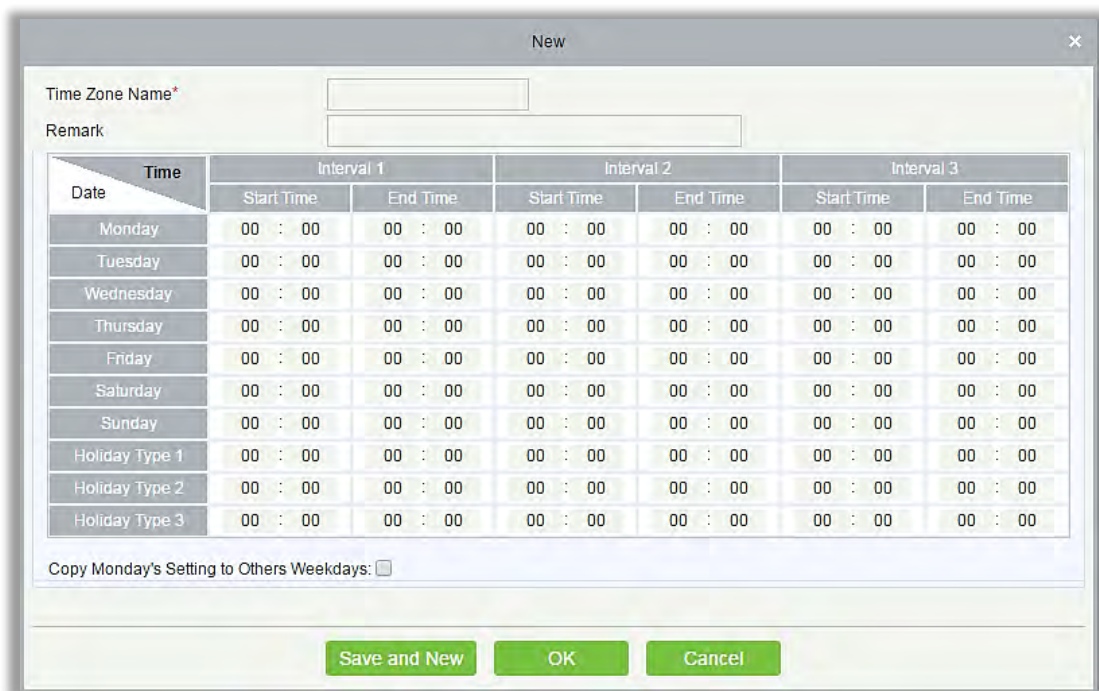 New ×
Time Zone Name*
Remark
Time Interval 1 Interval 2 Interval 3
Date Start Time End Time Start Time End Time Start Time End Time
Monday 00 : 00 00 : 00 00 : 00 00 : 00 00 : 00 00 : 00
Tuesday 00 : 00 00 : 00 00 : 00 00 : 00 00 : 00 00 : 00
Wednesday 00 : 00 00 : 00 00 : 00 00 : 00 00 : 00 00 : 00
Thursday 00 : 00 00 : 00 00 : 00 00 : 00 00 : 00 00 : 00
Friday 00 : 00 00 : 00 00 : 00 00 : 00 00 : 00 00 : 00
Saturday 00 : 00 00 : 00 00 : 00 00 : 00 00 : 00 00 : 00
Sunday 00 : 00 00 : 00 00 : 00 00 : 00 00 : 00 00 : 00
Holiday Type 1 00 : 00 00 : 00 00 : 00 00 : 00 00 : 00 00 : 00
Holiday Type 2 00 : 00 00 : 00 00 : 00 00 : 00 00 : 00 00 : 00
Holiday Type 3 00 : 00 00 : 00 00 : 00 00 : 00 00 : 00 00 : 00
Copy Monday's Setting to Others Weekdays:
Save and New OK Cancel